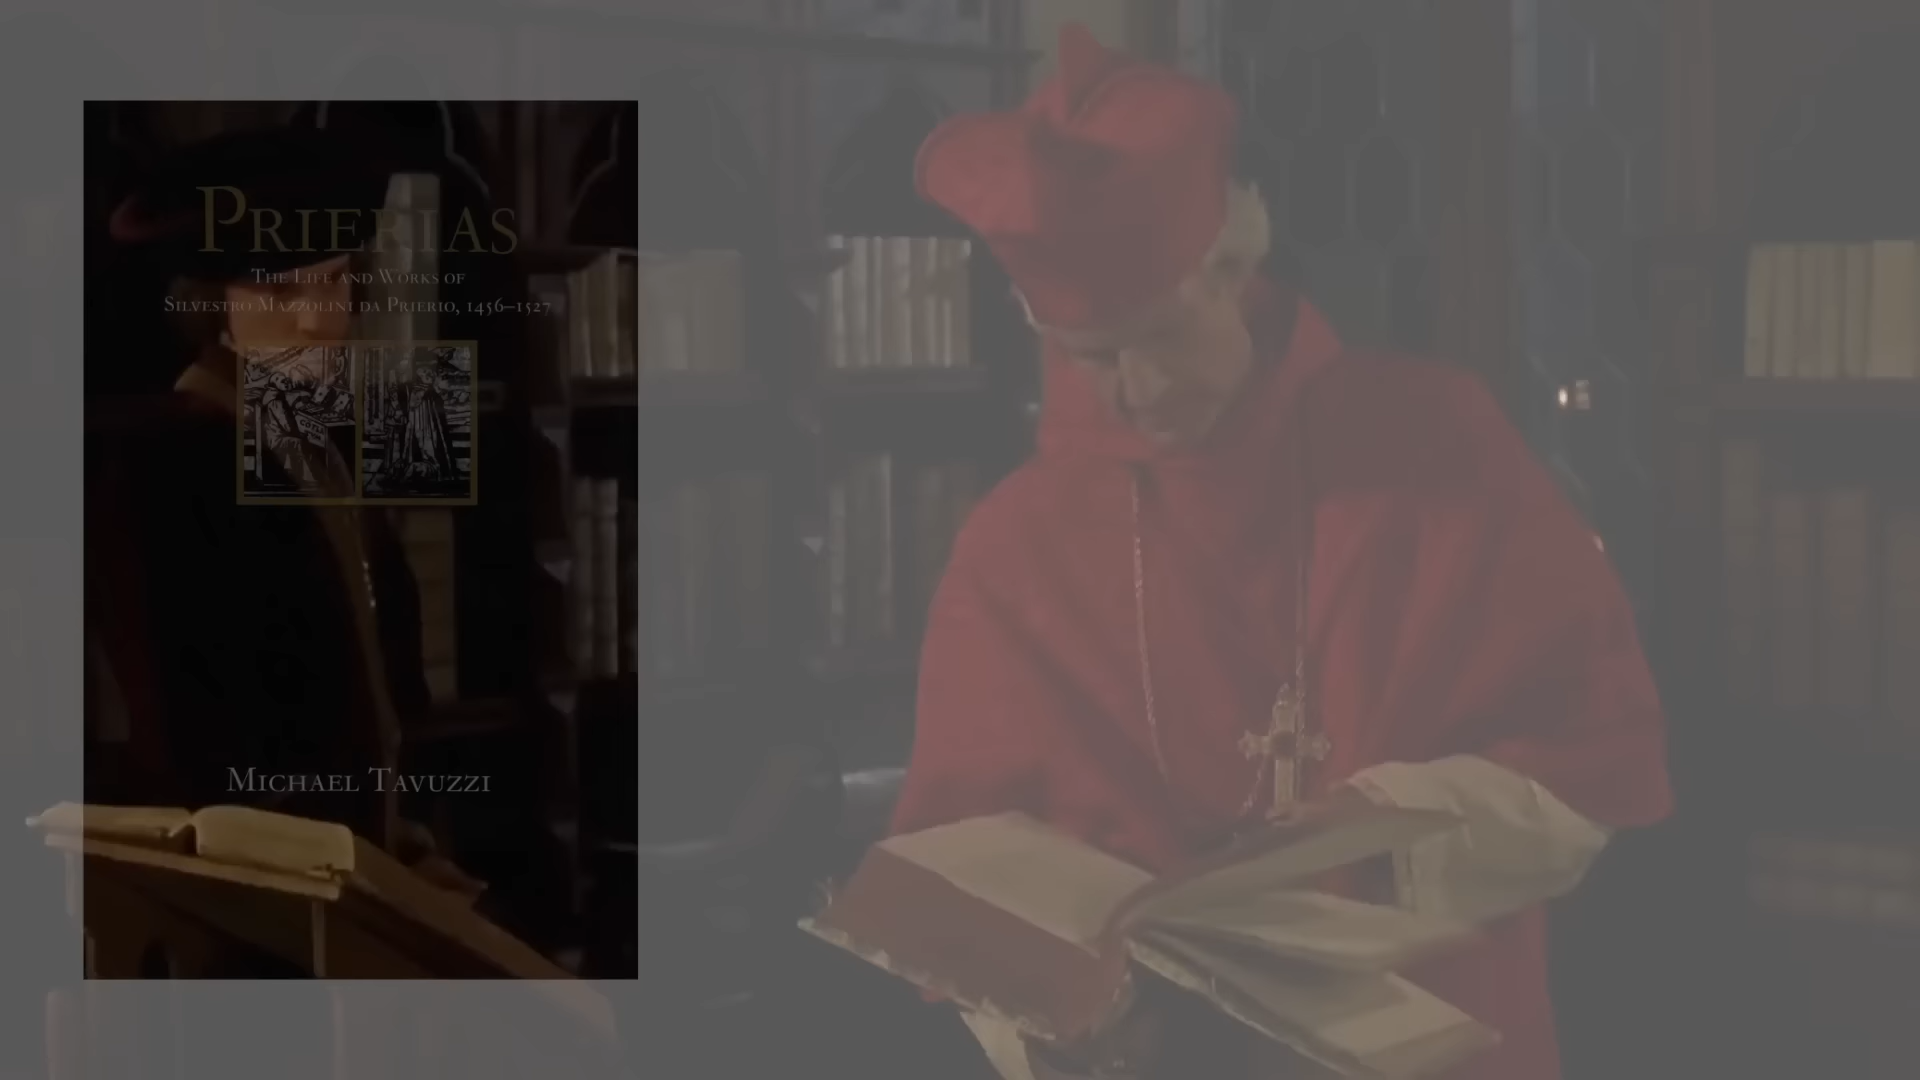 PRIERIAS
THE LIFE AND WORKS OF
SILVESTRO MAZZOLINI DA PRIERIO, 1456–1527
MICHAEL TAVUZZI